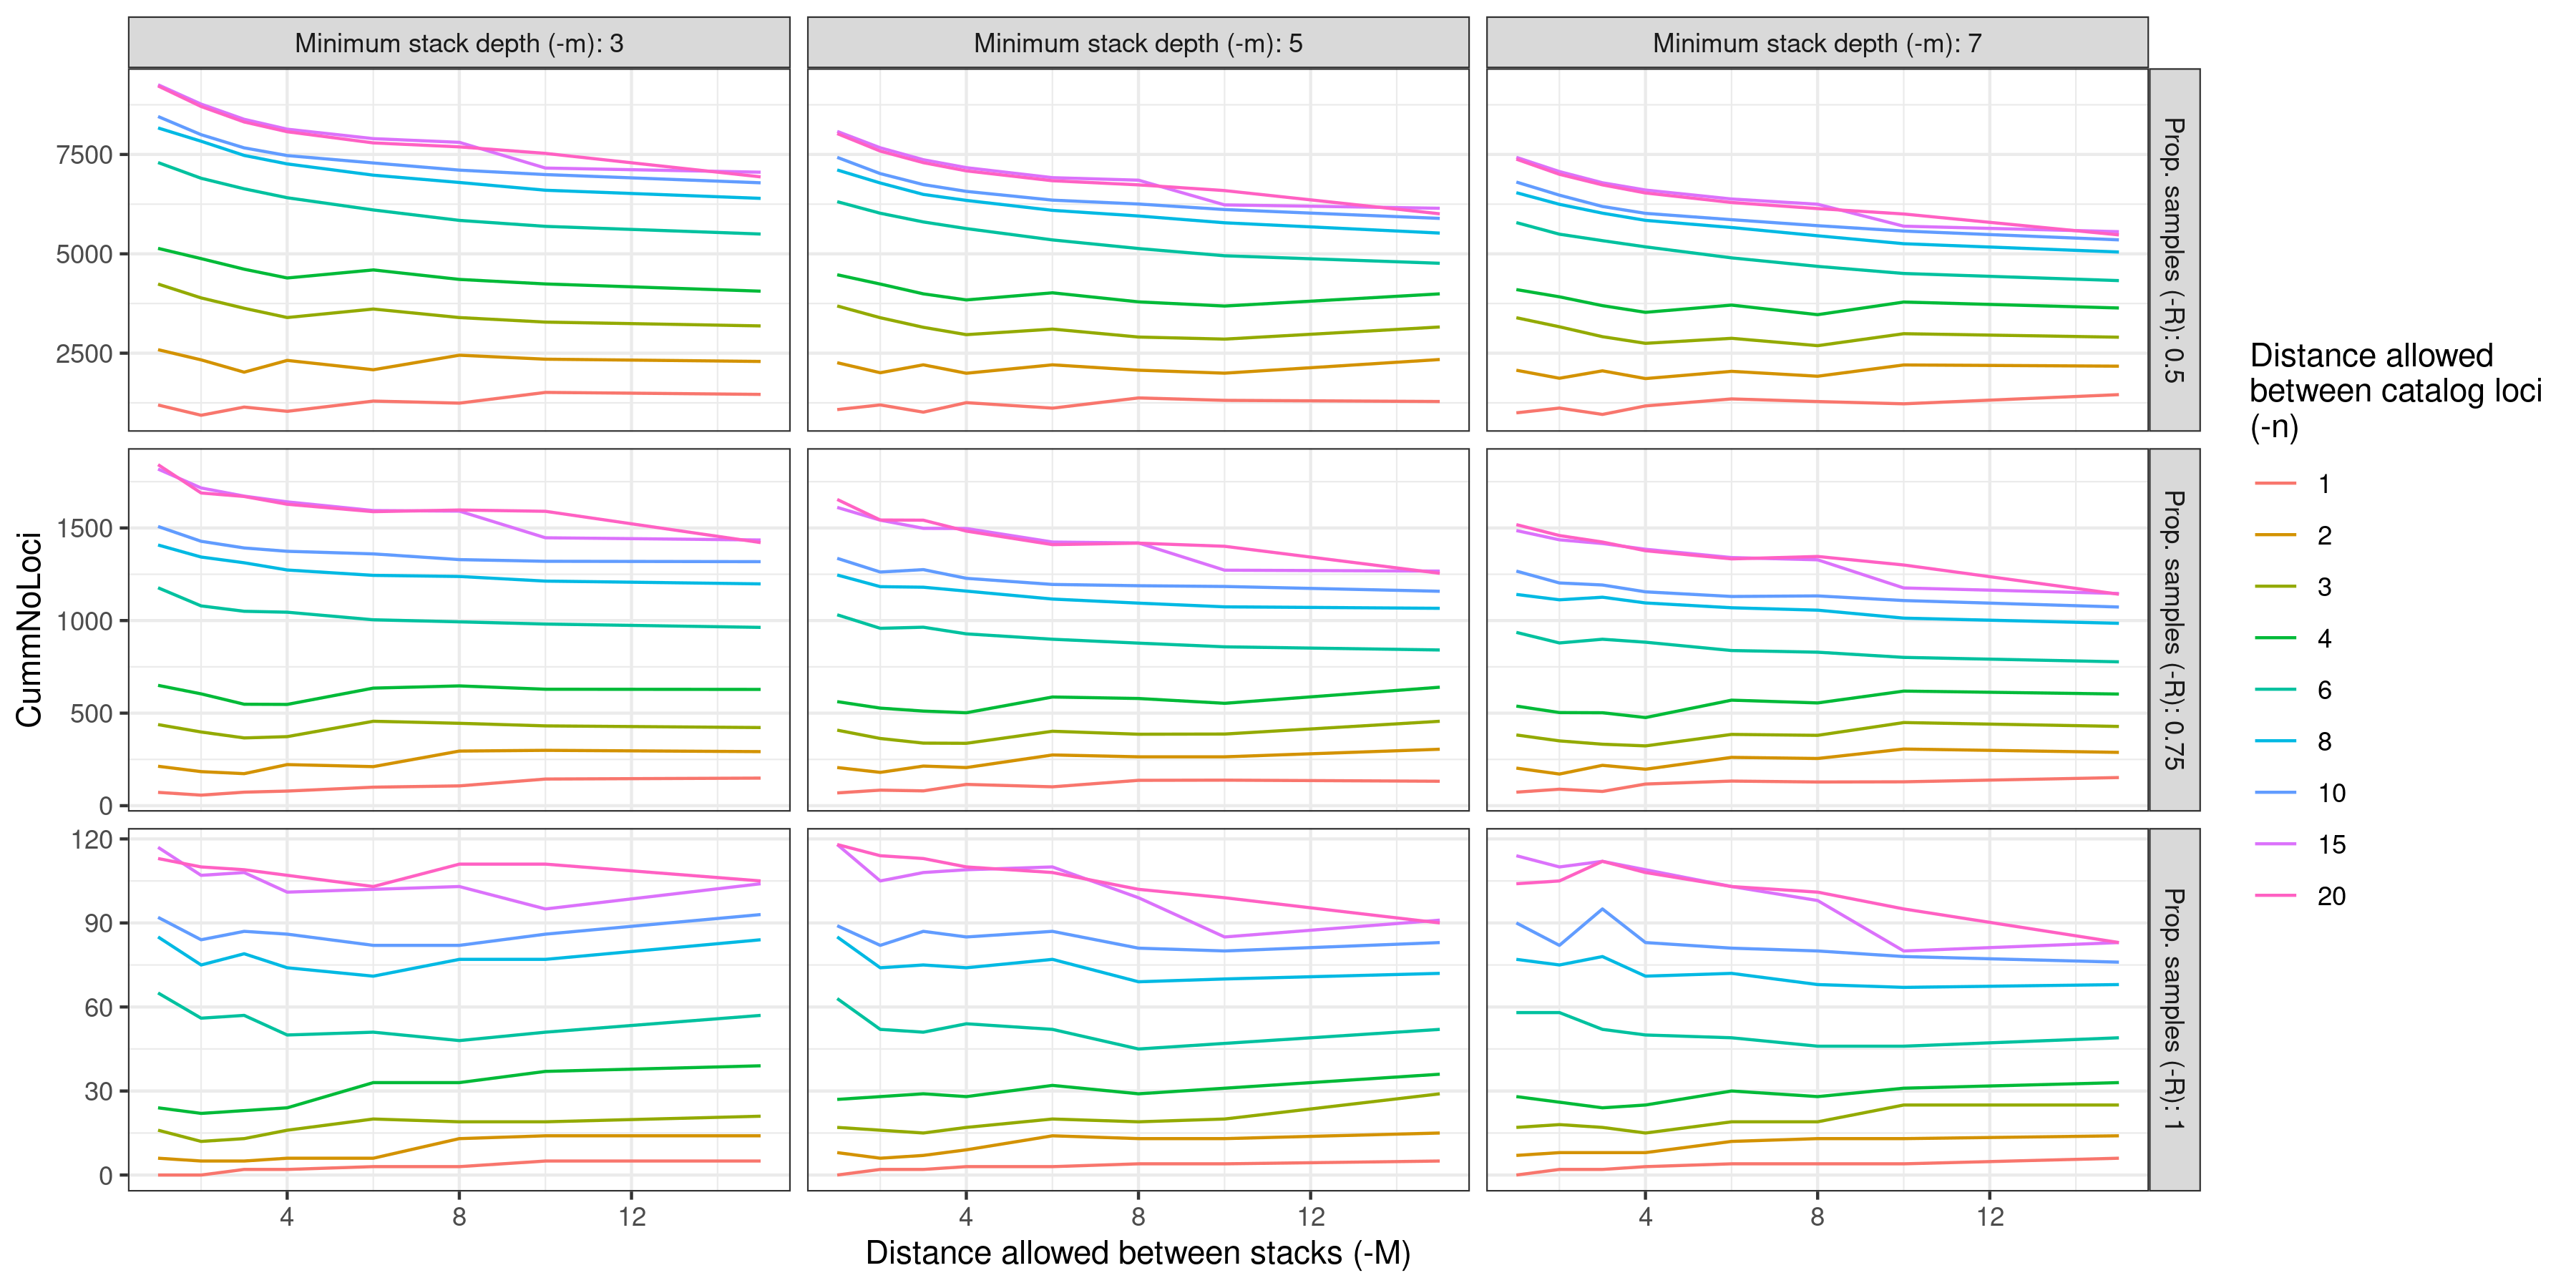 Minimum stack depth (-m): 3
Minimum stack depth (-m): 5
Minimum stack depth (-m): 7
Prop. samples (-R): 0.5
Prop. samples (-R): 0.75
Prop. samples (-R): 1
CummNoLoci
7500
5000
2500
1500
1000
500
0
120
90
60
30
0
4
8
12
4
8
12
4
8
12
Distance allowed between stacks (-M)
Distance allowed
between catalog loci
(-n)
1
2
3
4
6
8
10
15
20